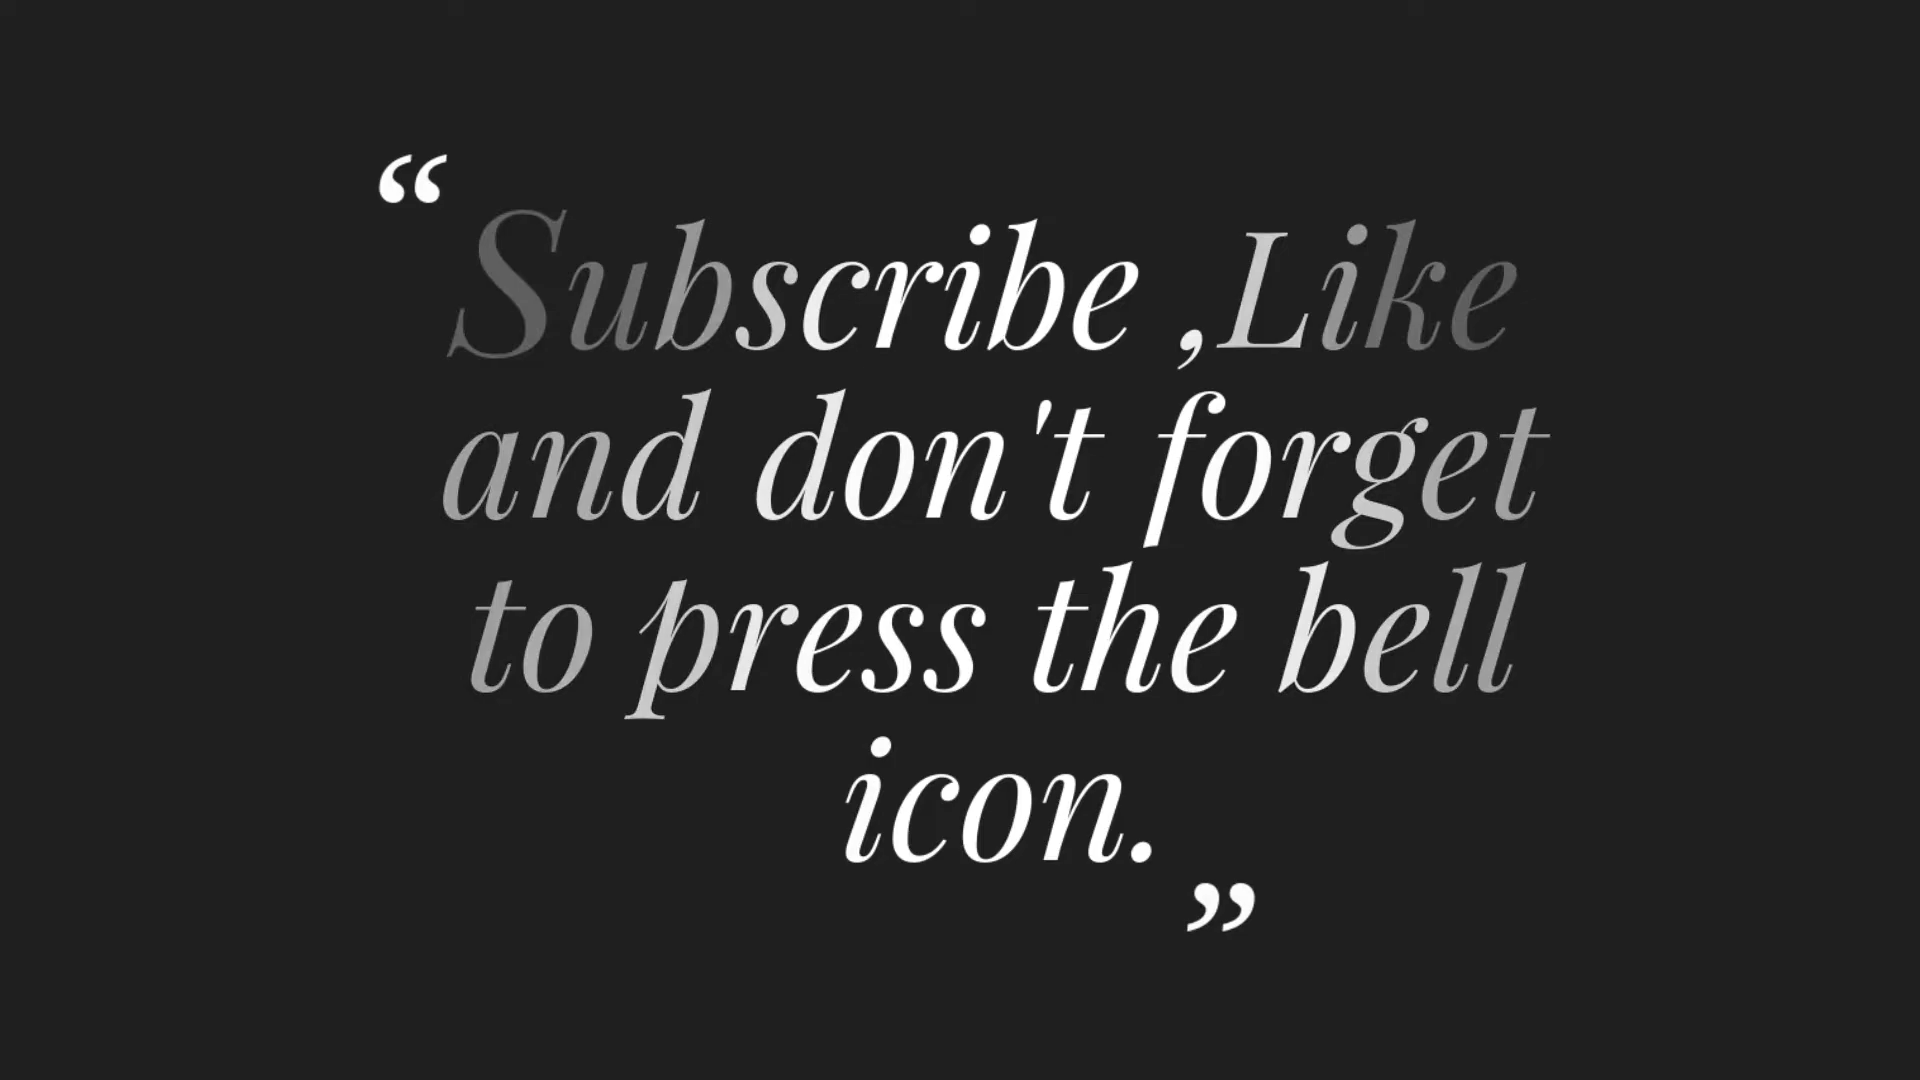 “Subscribe ,Like
and don't forget
to press the bell
icon.”